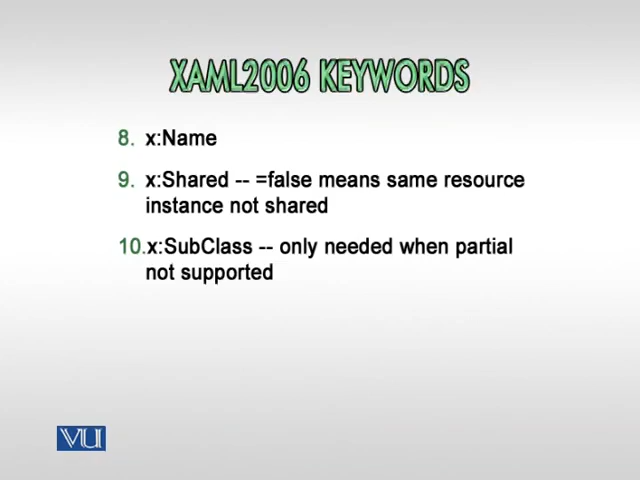 XAML2006 KEYWORDS
8. x:Name
9. x:Shared -- =false means same resource
instance not shared
10.x:SubClass -- only needed when partial
not supported
VU